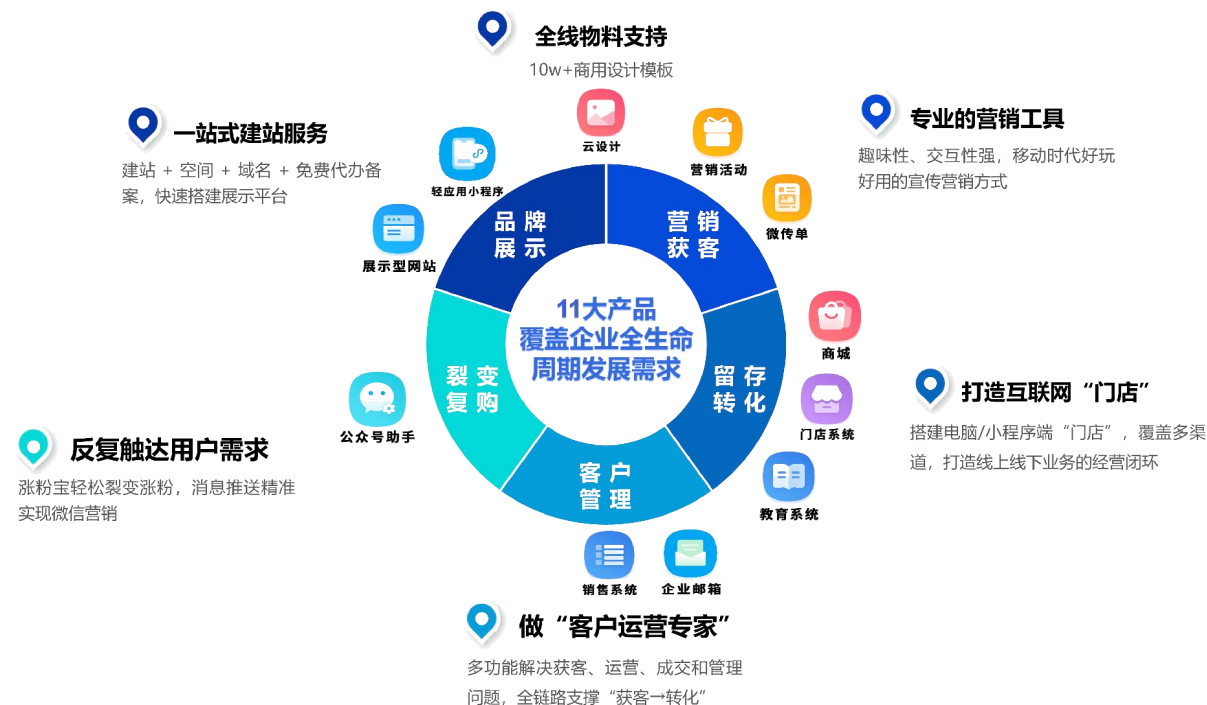 全线物料支持
10w+商用设计模板
一站式建站服务
建站 + 空间 + 域名 + 免费代办备
案，快速搭建展示平台
专业的营销工具
趣味性、交互性强，移动时代好玩
好用的宣传营销方式
云设计
营销活动
轻应用小程序
微传单
展示型网站
品牌
展示
营销
获客
11大产品
覆盖企业全生命
周期发展需求
商城
裂变
复购
留存
转化
公众号助手
门店系统
打造互联网“门店”
搭建电脑/小程序端“门店”，覆盖多渠
道，打造线上线下业务的经营闭环
反复触达用户需求
涨粉宝轻松裂变涨粉，消息推送精准
实现微信营销
客户
管理
教育系统
销售系统
企业邮箱
做“客户运营专家”
多功能解决获客、运营、成交和管理
问题，全链路支撑“获客→转化”